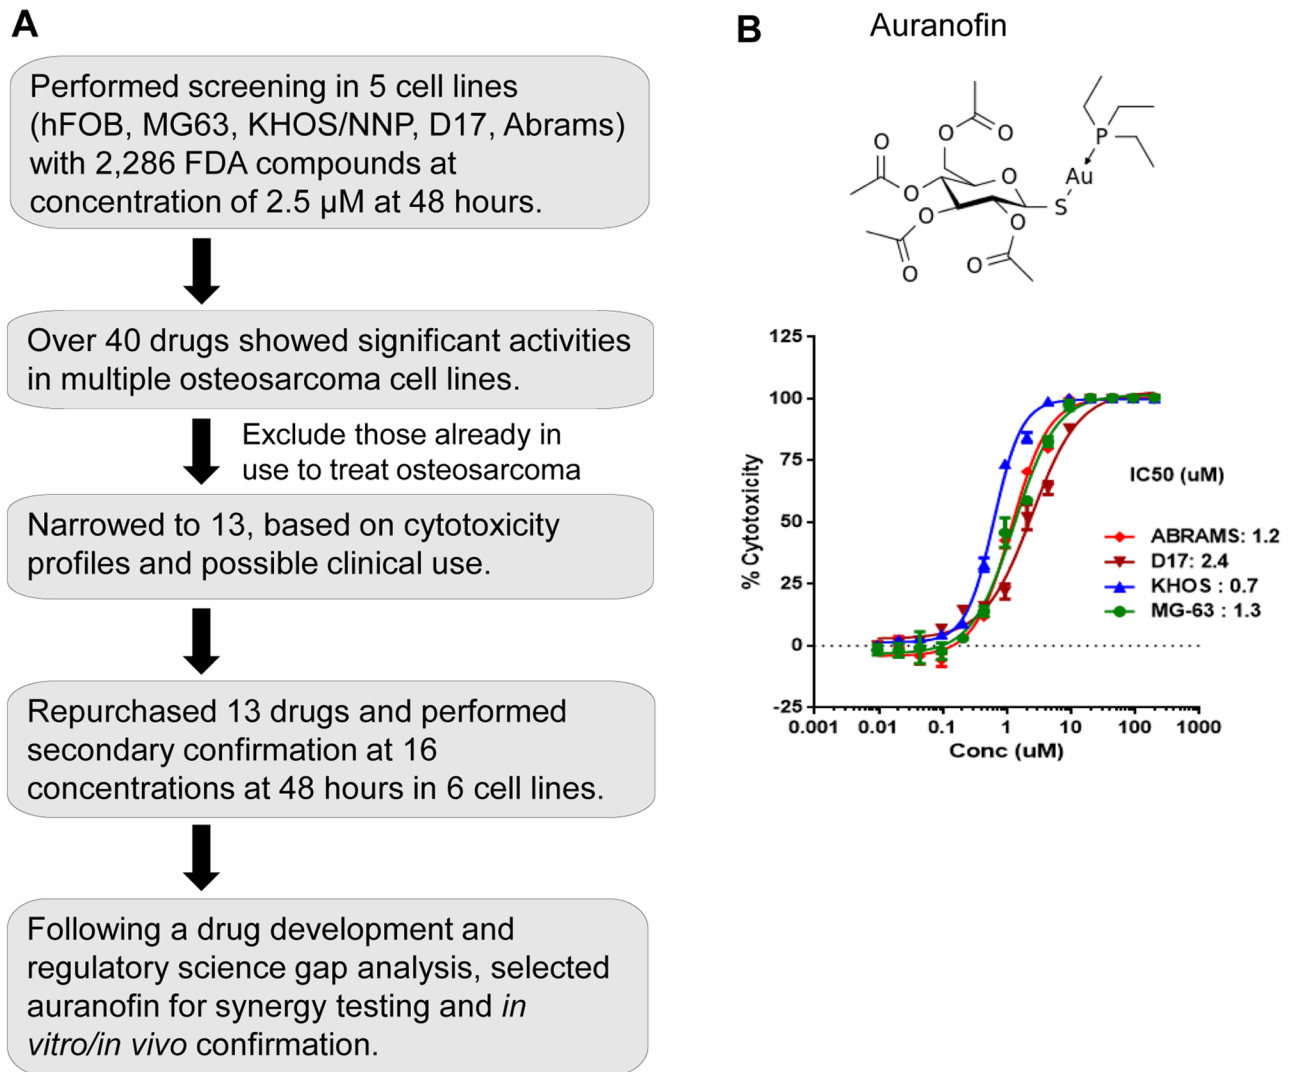 A
Performed screening in 5 cell lines
(hFOB, MG63, KHOS/NNP, D17, Abrams)
with 2,286 FDA compounds at
concentration of 2.5 µM at 48 hours.
Over 40 drugs showed significant activities
in multiple osteosarcoma cell lines.
Exclude those already in
use to treat osteosarcoma
Narrowed to 13, based on cytotoxicity
profiles and possible clinical use.
Repurchased 13 drugs and performed
secondary confirmation at 16
concentrations at 48 hours in 6 cell lines.
Following a drug development and
regulatory science gap analysis, selected
auranofin for synergy testing and in
vitro/in vivo confirmation.
B
Auranofin
O
O
O
O
O
O
O
O
O
S
Au
P
125
100
75
50
25
0
-25
% Cytotoxicity
0.001
0.01
0.1
1
10
100
1000
Conc (uM)
IC50 (uM)
ABRAMS: 1.2
D17: 2.4
KHOS : 0.7
MG-63 : 1.3